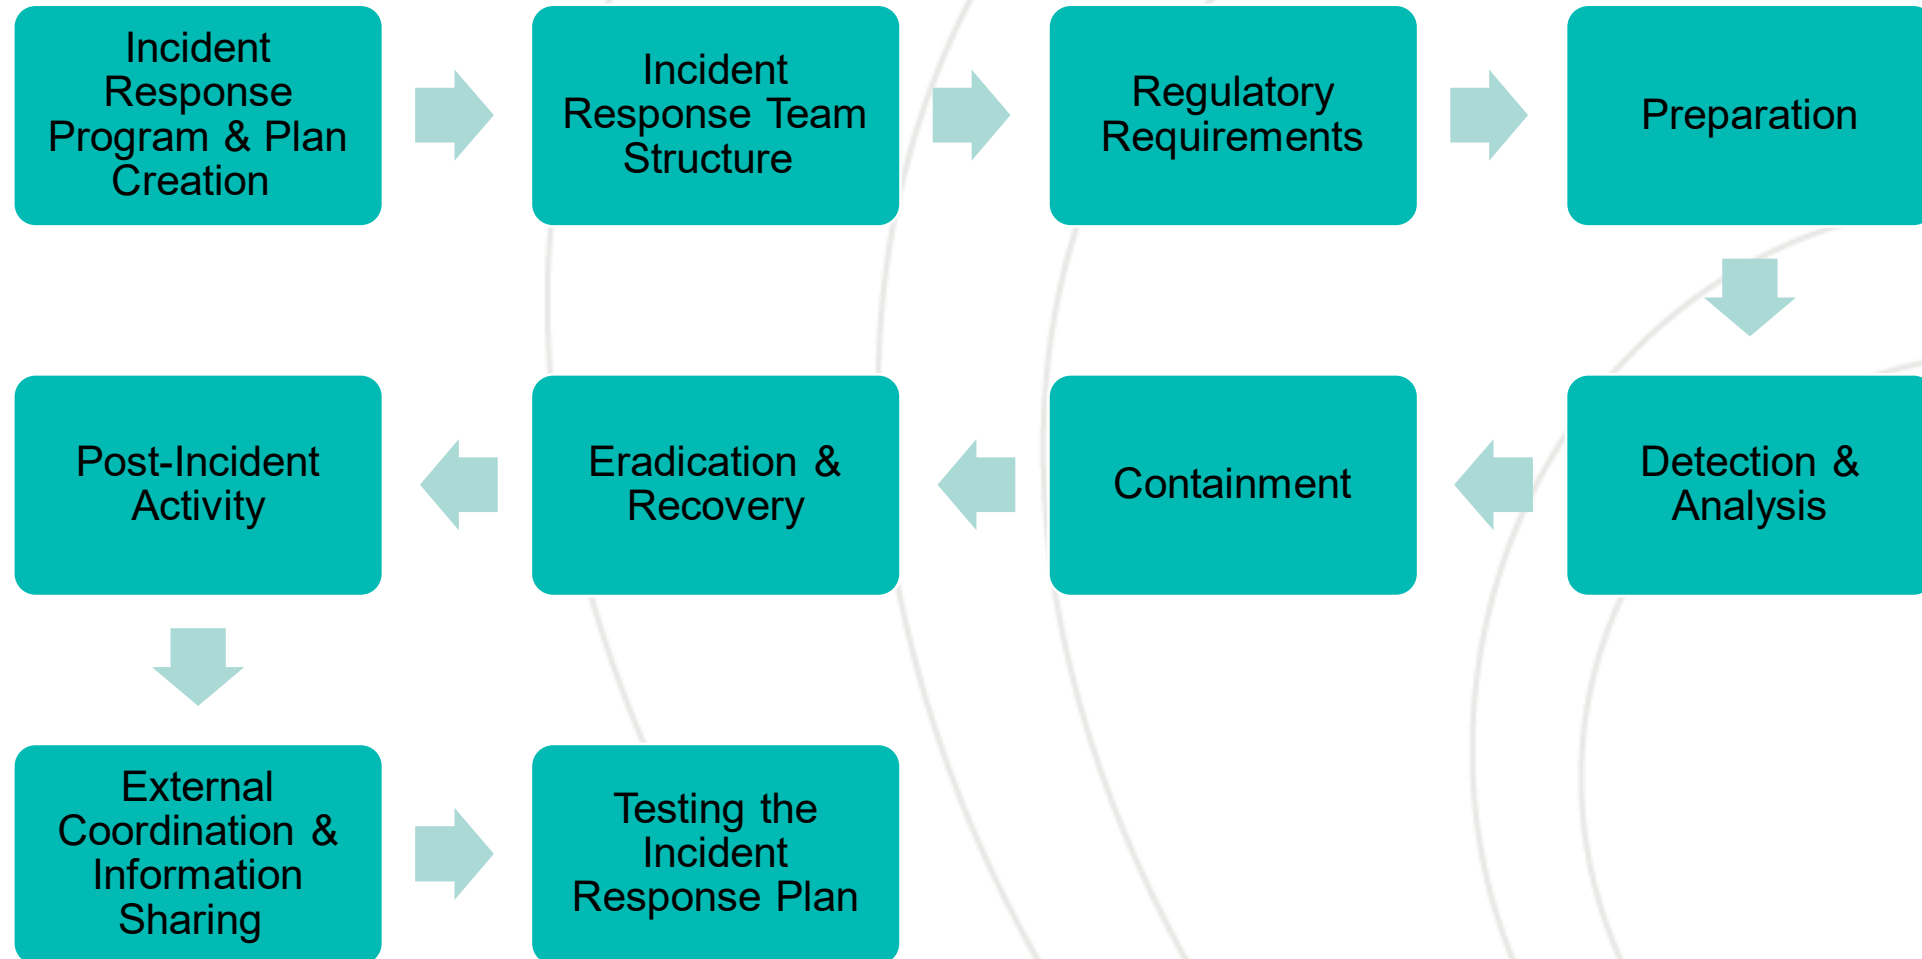 Incident
Response
Program & Plan
Creation
Incident
Response Team
Structure
Regulatory
Requirements
Preparation
Detection &
Analysis
Containment
Eradication &
Recovery
Post-Incident
Activity
External
Coordination &
Information
Sharing
Testing the
Incident
Response Plan